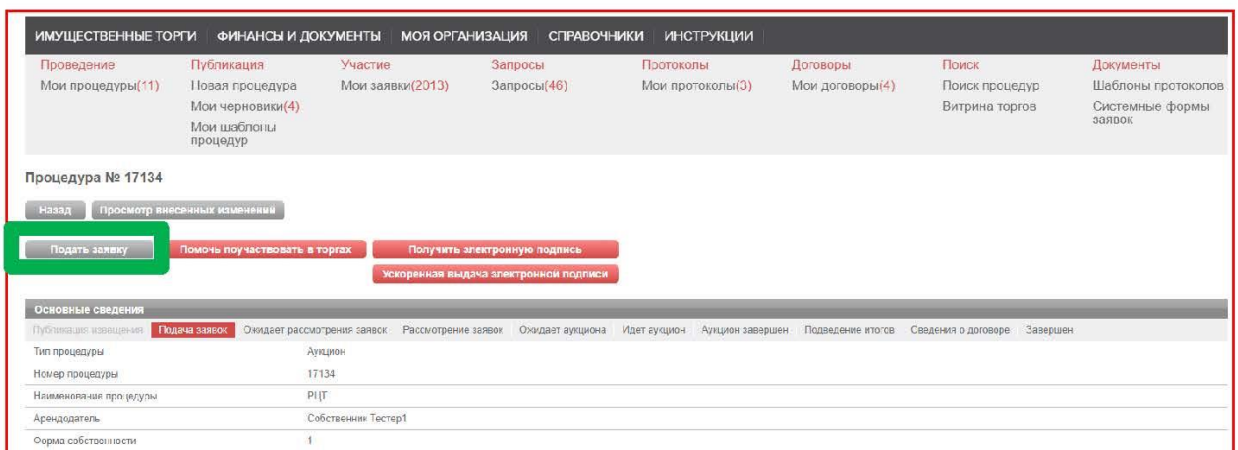 ИМУЩЕСТВЕННЫЕ ТОРГИ ФИНАНСЫ И ДОКУМЕНТЫ МОЯ ОРГАНИЗАЦИЯ СПРАВОЧНИКИ ИНСТРУКЦИИ
Проведение Публикация Участие Запросы Протоколы Договоры Поиск Документы
Мои процедуры(11) Новая процедура Мои заявки(2013) Запросы(46) Мои протоколы(3) Мои договоры(4) Поиск процедур Шаблоны протоколов
Мои черновики(4) Витрина торгов Системные формы
Мои шаблоны заявок
процедур
Процедура № 17134
Назад Просмотр внесенных изменений
Подать заявку Помочь поучаствовать в торгах Получить электронную подпись
Ускоренная выдача электронной подписи
Основные сведения
Публикация извещения Подача заявок Ожидает рассмотрения заявок Рассмотрение заявок Ожидает аукциона Идет аукцион Аукцион завершен Подведение итогов Сведения о договоре Завершен
Тип процедуры Аукцион
Номер процедуры 17134
Наименование процедуры РЦТ
Арендодатель Собственник Тестер1
Форма собственности 1